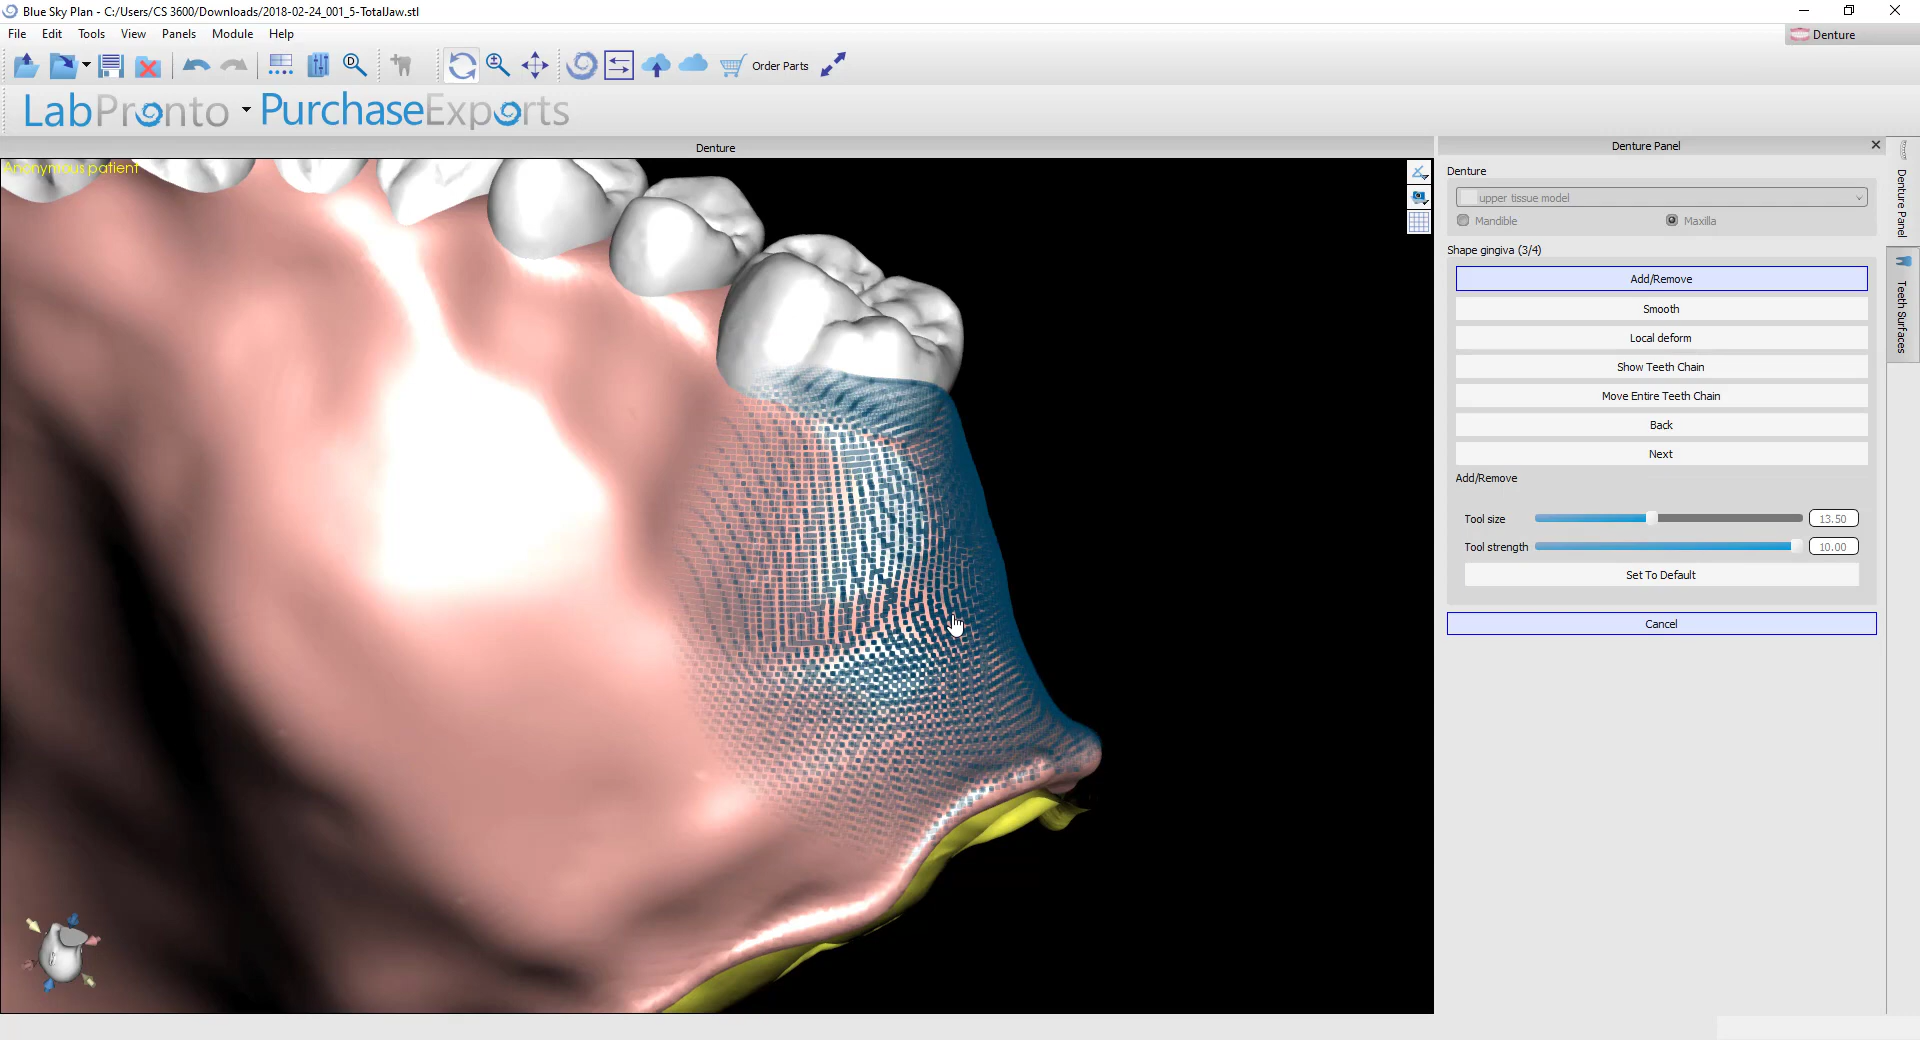 Blue Sky Plan - C:/Users/CS 3600/Downloads/2018-02-24_001_5-TotalJaw.stl
File Edit Tools View Panels Module Help
Denture
D
Order Parts
LabPronto PurchaseExports
Denture
Denture Panel
Anonymous patient
Denture
upper tissue model
Mandible Maxilla
Shape gingiva (3/4)
Add/Remove
Smooth
Local deform
Show Teeth Chain
Move Entire Teeth Chain
Back
Next
Add/Remove
Tool size 13.50
Tool strength 10.00
Set To Default
Cancel
Denture Panel
Teeth Surfaces